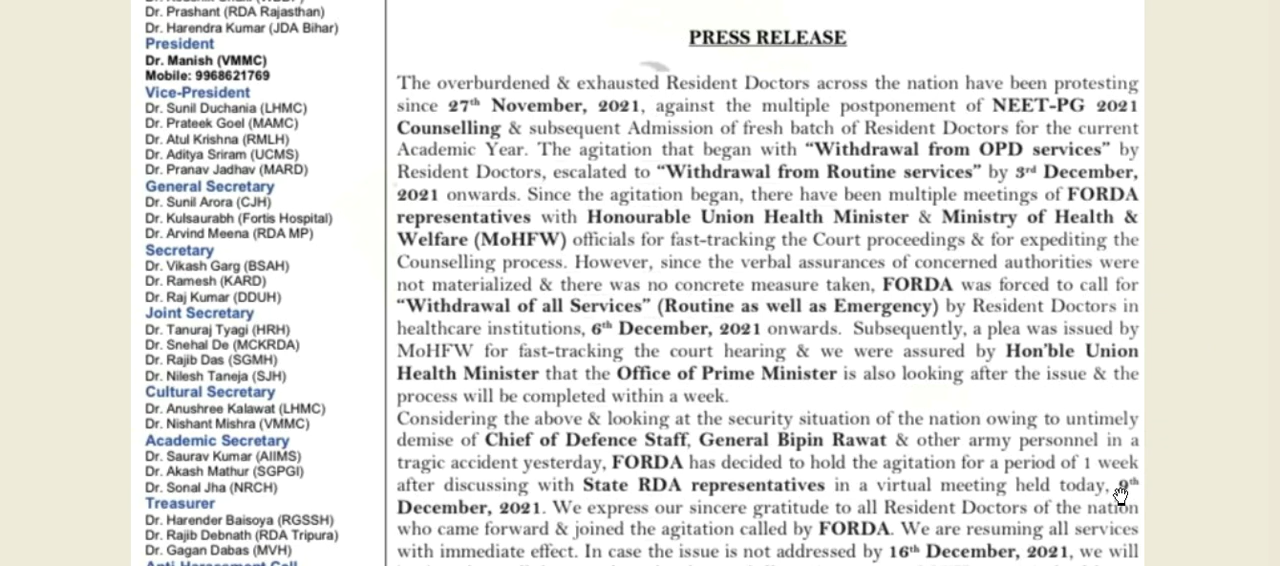 Dr. Prashant (RDA Rajasthan)
Dr. Harendra Kumar (JDA Bihar)
President
Dr. Manish (VMMC)
Mobile: 9968621769
Vice-President
Dr. Sunil Duchania (LHMC)
Dr. Prateek Goel (MAMC)
Dr. Atul Krishna (RMLH)
Dr. Aditya Sriram (UCMS)
Dr. Pranav Jadhav (MARD)
General Secretary
Dr. Sunil Arora (CJH)
Dr. Kulsaurabh (Fortis Hospital)
Dr. Arvind Meena (RDA MP)
Secretary
Dr. Vikash Garg (BSAH)
Dr. Ramesh (KARD)
Dr. Raj Kumar (DDUH)
Joint Secretary
Dr. Tanuraj Tyagi (HRH)
Dr. Snehal De (MCKRDA)
Dr. Rajib Das (SGMH)
Dr. Nilesh Taneja (SJH)
Cultural Secretary
Dr. Anushree Kalawat (LHMC)
Dr. Nishant Mishra (VMMC)
Academic Secretary
Dr. Saurav Kumar (AIIMS)
Dr. Akash Mathur (SGPGI)
Dr. Sonal Jha (NRCH)
Treasurer
Dr. Harender Baisoya (RGSSH)
Dr. Rajib Debnath (RDA Tripura)
Dr. Gagan Dabas (MVH)
PRESS RELEASE
The overburdened & exhausted Resident Doctors across the nation have been protesting
since 27th November, 2021, against the multiple postponement of NEET-PG 2021
Counselling & subsequent Admission of fresh batch of Resident Doctors for the current
Academic Year. The agitation that began with “Withdrawal from OPD services” by
Resident Doctors, escalated to “Withdrawal from Routine services” by 3rd December,
2021 onwards. Since the agitation began, there have been multiple meetings of FORDA
representatives with Honourable Union Health Minister & Ministry of Health &
Welfare (MoHFW) officials for fast-tracking the Court proceedings & for expediting the
Counselling process. However, since the verbal assurances of concerned authorities were
not materialized & there was no concrete measure taken, FORDA was forced to call for
“Withdrawal of all Services” (Routine as well as Emergency) by Resident Doctors in
healthcare institutions, 6th December, 2021 onwards. Subsequently, a plea was issued by
MoHFW for fast-tracking the court hearing & we were assured by Hon’ble Union
Health Minister that the Office of Prime Minister is also looking after the issue & the
process will be completed within a week.
Considering the above & looking at the security situation of the nation owing to untimely
demise of Chief of Defence Staff, General Bipin Rawat & other army personnel in a
tragic accident yesterday, FORDA has decided to hold the agitation for a period of 1 week
after discussing with State RDA representatives in a virtual meeting held today, 9th
December, 2021. We express our sincere gratitude to all Resident Doctors of the nation
who came forward & joined the agitation called by FORDA. We are resuming all services
with immediate effect. In case the issue is not addressed by 16th December, 2021, we will